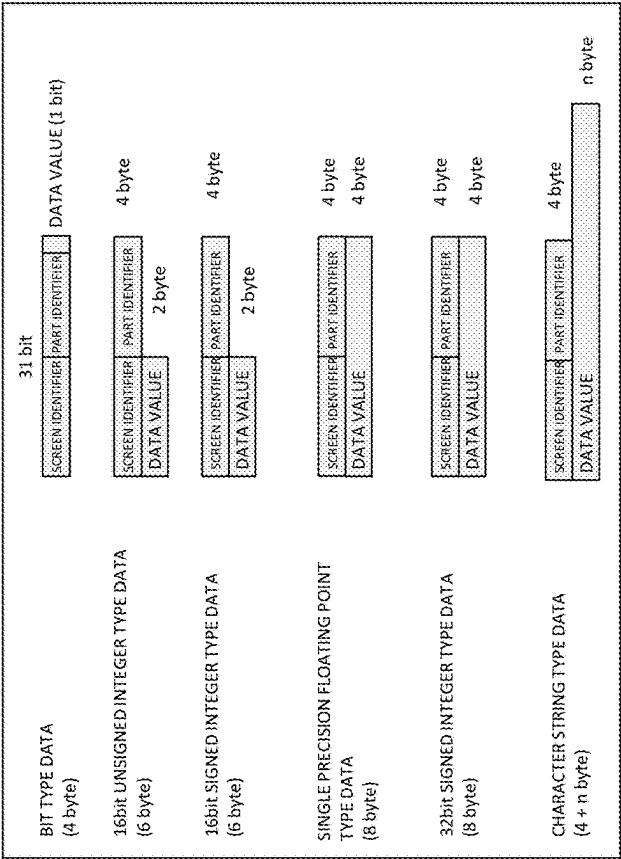 BIT TYPE DATA
(4 byte)
31 bit
SCREEN IDENTIFIER PART IDENTIFIER
DATA VALUE (1 bit)
16bit UNSIGNED INTEGER TYPE DATA
(6 byte)
SCREEN IDENTIFIER PART IDENTIFIER
4 byte
DATA VALUE
2 byte
16bit SIGNED INTEGER TYPE DATA
(6 byte)
SCREEN IDENTIFIER PART IDENTIFIER
4 byte
DATA VALUE
2 byte
SINGLE PRECISION FLOATING POINT
TYPE DATA
(8 byte)
SCREEN IDENTIFIER PART IDENTIFIER
4 byte
DATA VALUE
4 byte
32bit SIGNED INTEGER TYPE DATA
(8 byte)
SCREEN IDENTIFIER PART IDENTIFIER
4 byte
DATA VALUE
4 byte
CHARACTER STRING TYPE DATA
(4 + n byte)
SCREEN IDENTIFIER PART IDENTIFIER
4 byte
DATA VALUE
n byte